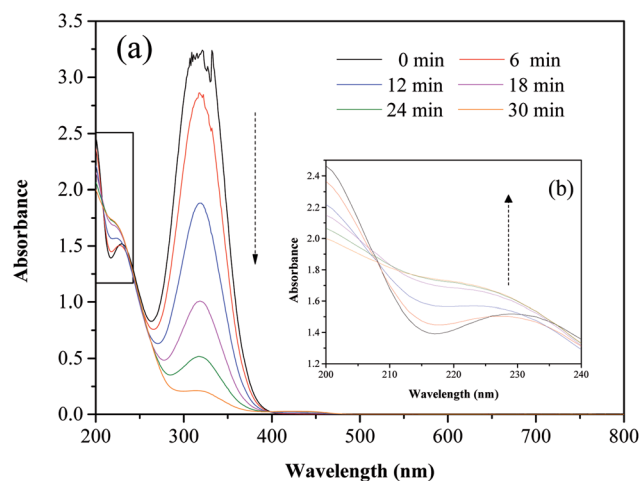 (a)
0 min
6 min
12 min
18 min
24 min
30 min
3.5
3.0
2.5
2.0
1.5
1.0
0.5
0.0
Absorbance
200 300 400 500 600 700 800
Wavelength (nm)
(b)
2.4
2.2
2.0
1.8
1.6
1.4
1.2
Absorbance
200 210 220 230 240
Wavelength (nm)